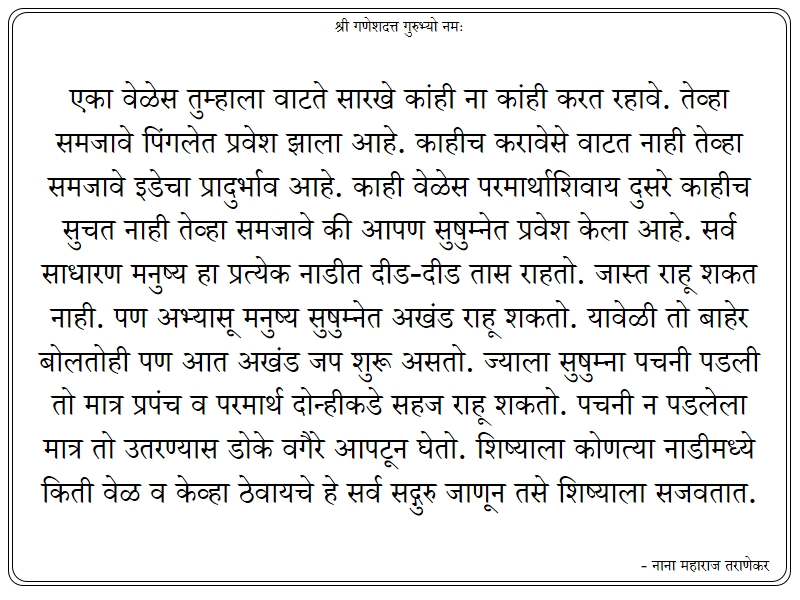 श्री गणेशदत्त गुरुभ्यो नमः
एका वेळेस तुम्हाला वाटते सारखे कांही ना कांही करत रहावे. तेव्हा
समजावे पिंगलेत प्रवेश झाला आहे. काहीच करावेसे वाटत नाही तेव्हा
समजावे इडेचा प्रादुर्भाव आहे. काही वेळेस परमार्थाशिवाय दुसरे काहीच
सुचत नाही तेव्हा समजावे की आपण सुषुम्नेत प्रवेश केला आहे. सर्व
साधारण मनुष्य हा प्रत्येक नाडीत दीड-दीड तास राहतो. जास्त राहू शकत
नाही. पण अभ्यासू मनुष्य सुषुम्नेत अखंड राहू शकतो. यावेळी तो बाहेर
बोलतोही पण आत अखंड जप शुरू असतो. ज्याला सुषुम्ना पचनी पडली
तो मात्र प्रपंच व परमार्थ दोन्हीकडे सहज राहू शकतो. पचनी न पडलेला
मात्र तो उतरण्यास डोके वगैरे आपटून घेतो. शिष्याला कोणत्या नाडीमध्ये
किती वेळ व केव्हा ठेवायचे हे सर्व सद्गुरु जाणून तसे शिष्याला सजवतात.
- नाना महाराज तराणेकर